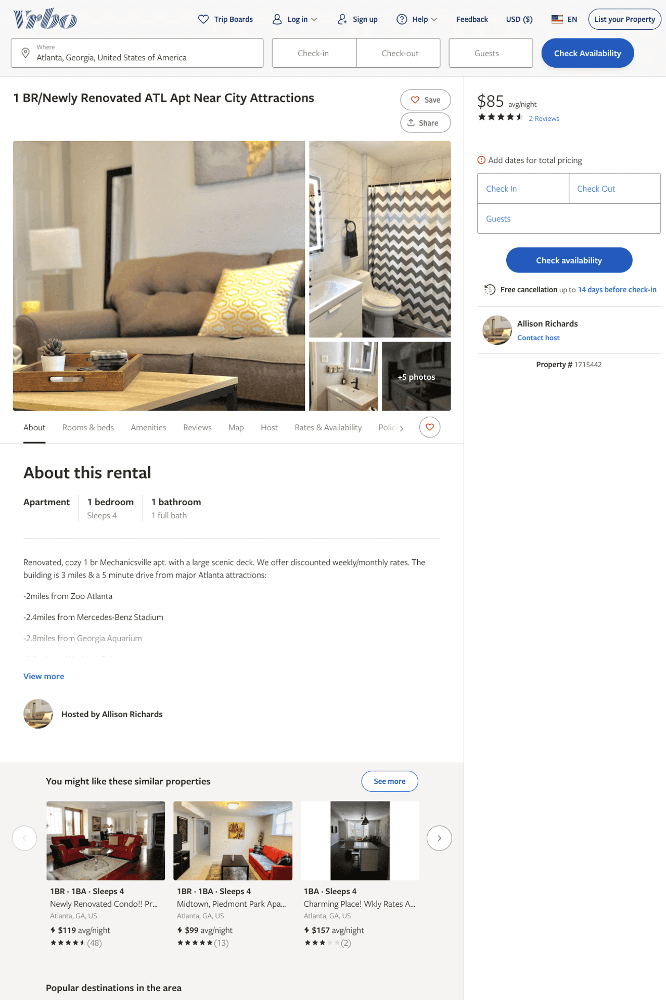 Vrbo
Trip Boards
Log in
Sign up
Help
Feedback
USD ($)
EN
List your Property
Where
Atlanta, Georgia, United States of America
Check-in
Check-out
Guests
Check Availability
1 BR/Newly Renovated ATL Apt Near City Attractions
Save
Share
+5 photos
$85 avg/night
2 Reviews
Add dates for total pricing
Check In
Check Out
Guests
Check availability
Free cancellation up to 14 days before check-in
Allison Richards
Contact host
Property # 1715442
About
Rooms & beds
Amenities
Reviews
Map
Host
Rates & Availability
About this rental
Apartment
1 bedroom
Sleeps 4
1 bathroom
1 full bath
Renovated, cozy 1 br Mechanicsville apt. with a large scenic deck. We offer discounted weekly/monthly rates. The
building is 3 miles & a 5 minute drive from major Atlanta attractions:
-2miles from Zoo Atlanta
-2.4miles from Mercedes-Benz Stadium
-2.8miles from Georgia Aquarium
View more
Hosted by Allison Richards
You might like these similar properties
See more
1BR · 1BA · Sleeps 4
Newly Renovated Condo!! Pr...
Atlanta, GA, US
$119 avg/night
(48)
1BR · 1BA · Sleeps 4
Midtown, Piedmont Park Apa...
Atlanta, GA, US
$99 avg/night
(13)
1BA · Sleeps 4
Charming Place! Wkly Rates A...
Atlanta, GA, US
$157 avg/night
(2)
Popular destinations in the area